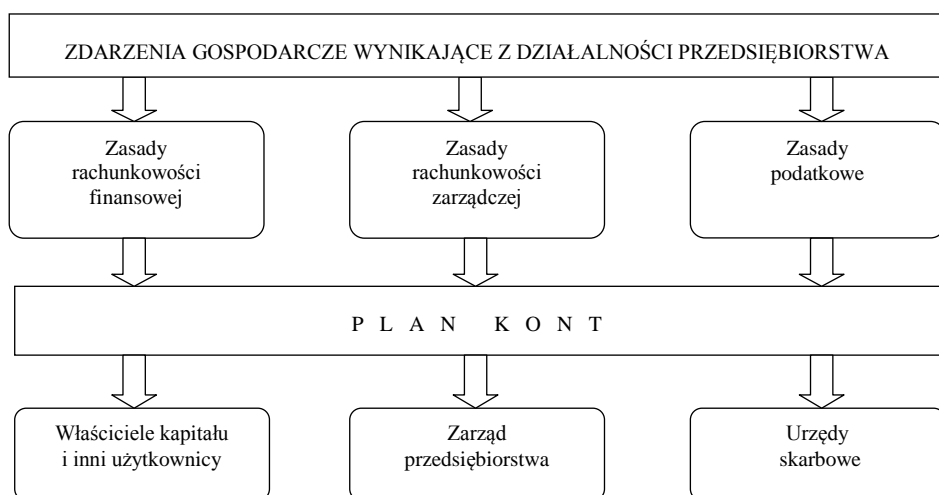 ZDARZENIA GOSPODARCZE WYNIKAJĄCE Z DZIAŁALNOŚCI PRZEDSIĘBIORSTWA
Zasady
rachunkowości
finansowej
Zasady
rachunkowości
zarządczej
Zasady
podatkowe
P L A N K O N T
Właściciele kapitału
i inni użytkownicy
Zarząd
przedsiębiorstwa
Urzędy
skarbowe